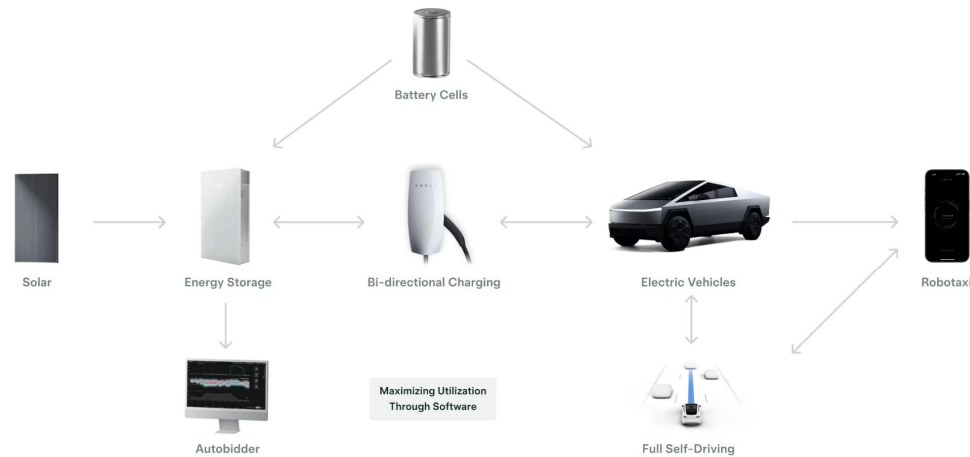 Battery Cells
TESLA
Solar
Energy Storage
Bi-directional Charging
Electric Vehicles
Robotaxi
Maximizing Utilization
Through Software
Autobidder
Full Self-Driving